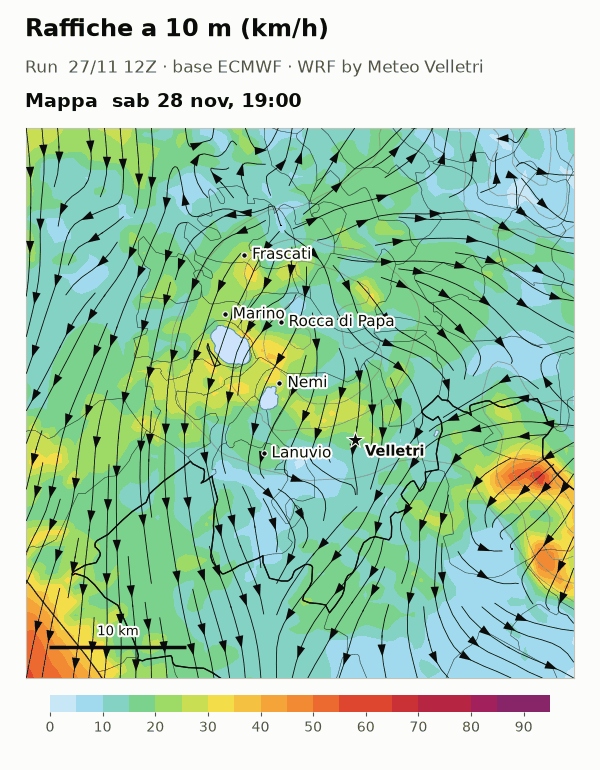 Raffiche a 10 m (km/h)
Run 27/11 12Z · base ECMWF · WRF by Meteo Velletri
Mappa sab 28 nov, 19:00
Frascati
Marino
Rocca di Papa
Nemi
Velletri
Lanuvio
10 km
0 10 20 30 40 50 60 70 80 90